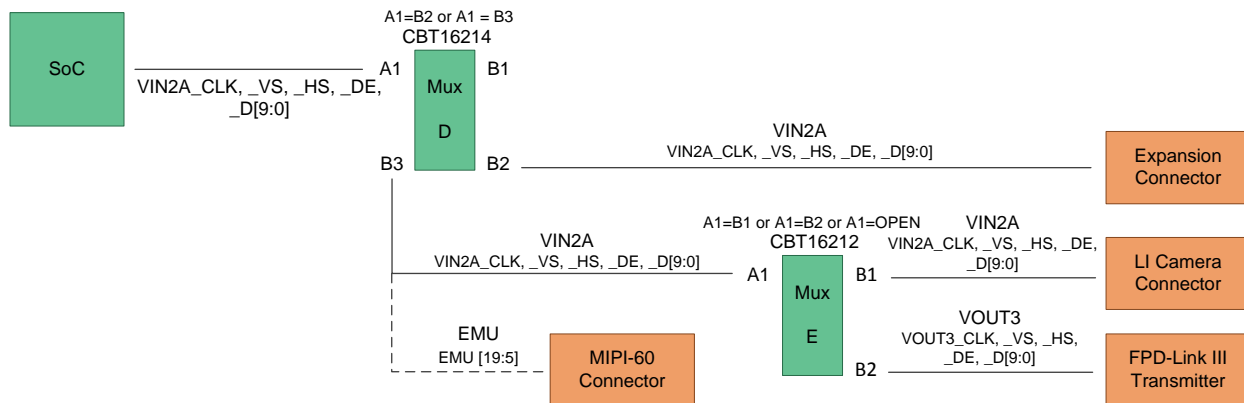 A1=B2 or A1 = B3
CBT16214
SoC
A1
B1
VIN2A_CLK, _VS, _HS, _DE,
_D[9:0]
Mux
D
B3
B2
VIN2A
VIN2A_CLK, _VS, _HS, _DE, _D[9:0]
Expansion
Connector
A1=B1 or A1=B2 or A1=OPEN
CBT16212
VIN2A
VIN2A_CLK, _VS, _HS, _DE, _D[9:0]
A1
Mux
E
B1
VIN2A
VIN2A_CLK, _VS, _HS, _DE,
_D[9:0]
LI Camera
Connector
EMU
EMU [19:5]
MIPI-60
Connector
B2
VOUT3
VOUT3_CLK, _VS, _HS,
_DE, _D[9:0]
FPD-Link III
Transmitter